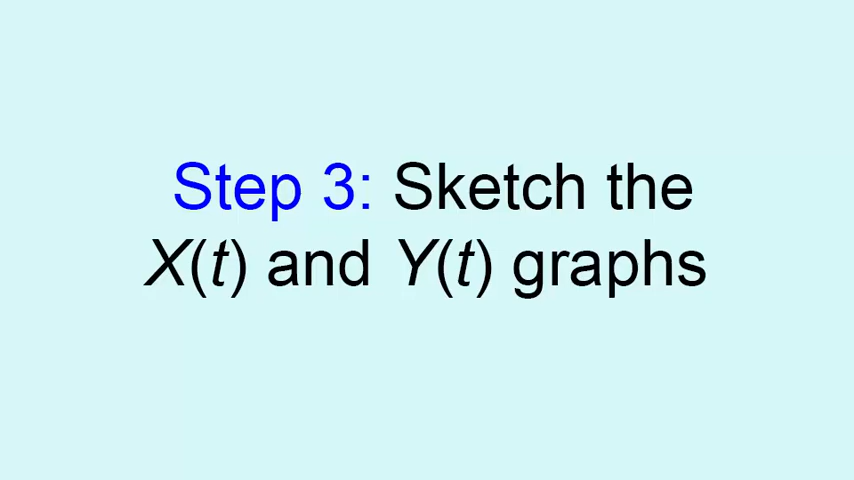 Step 3: Sketch the
X(t) and Y(t) graphs